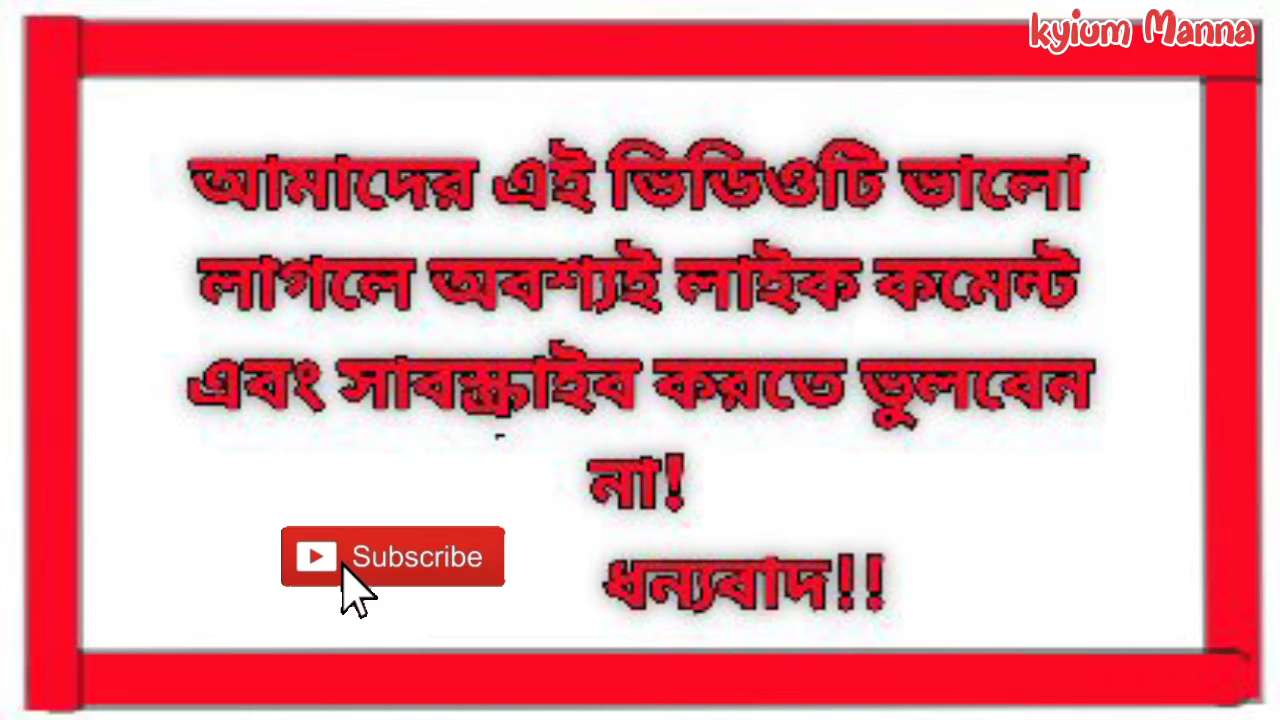 kyium Manna
আমাদের এই ভিডিওটি ভালো
লাগলে অবশ্যই লাইক কমেন্ট
এবং সাবস্ক্রাইব করতে ভুলবেন
না!
Subscribe
ধন্যবাদ!!